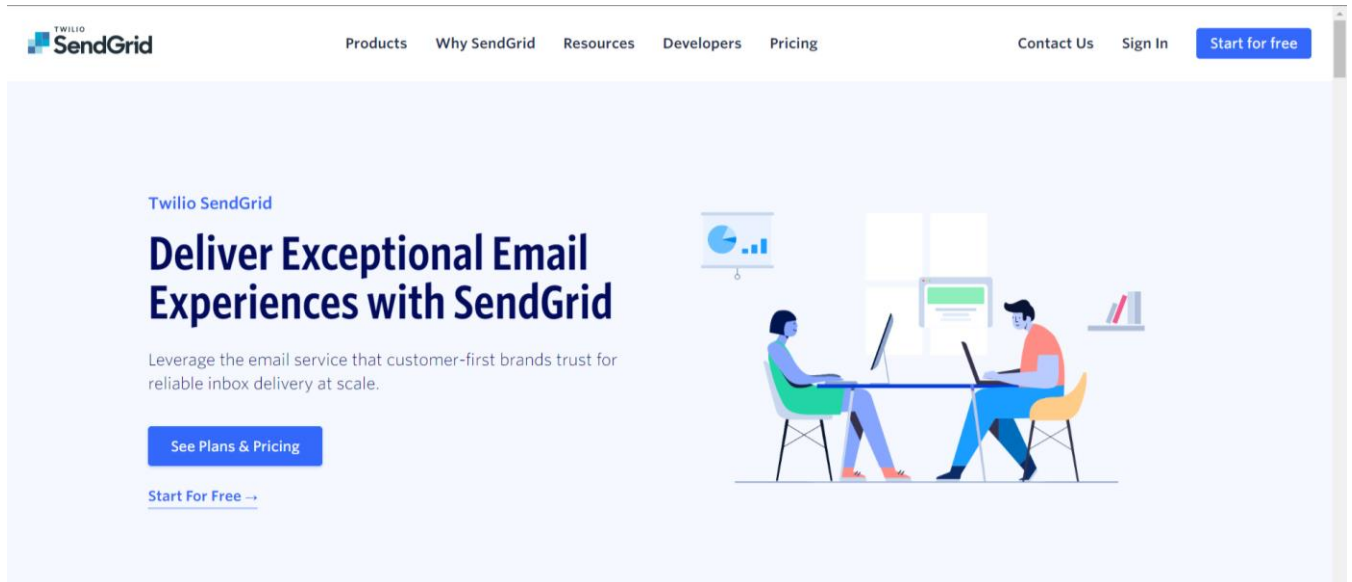 TWILIO
SendGrid
Products Why SendGrid Resources Developers Pricing
Contact Us Sign In Start for free
Twilio SendGrid
Deliver Exceptional Email
Experiences with SendGrid
Leverage the email service that customer-first brands trust for
reliable inbox delivery at scale.
See Plans & Pricing
Start For Free →